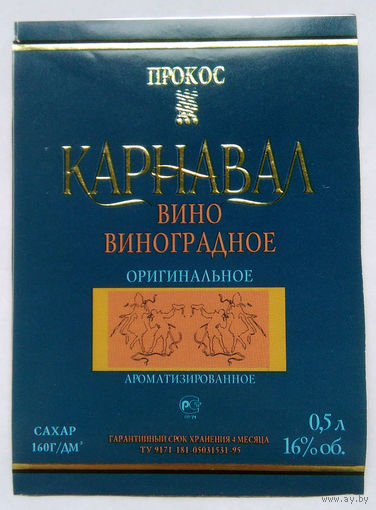 ПРОКОС
КАРНАВАЛ
ВИНО
ВИНОГРАДНОЕ
ОРИГИНАЛЬНОЕ
АРОМАТИЗИРОВАННОЕ
САХАР
160Г/ДМ³
ГАРАНТИЙНЫЙ СРОК ХРАНЕНИЯ 4 МЕСЯЦА
ТУ 9171-181-05031531-95
0,5 л
16% об.
www.ay.by